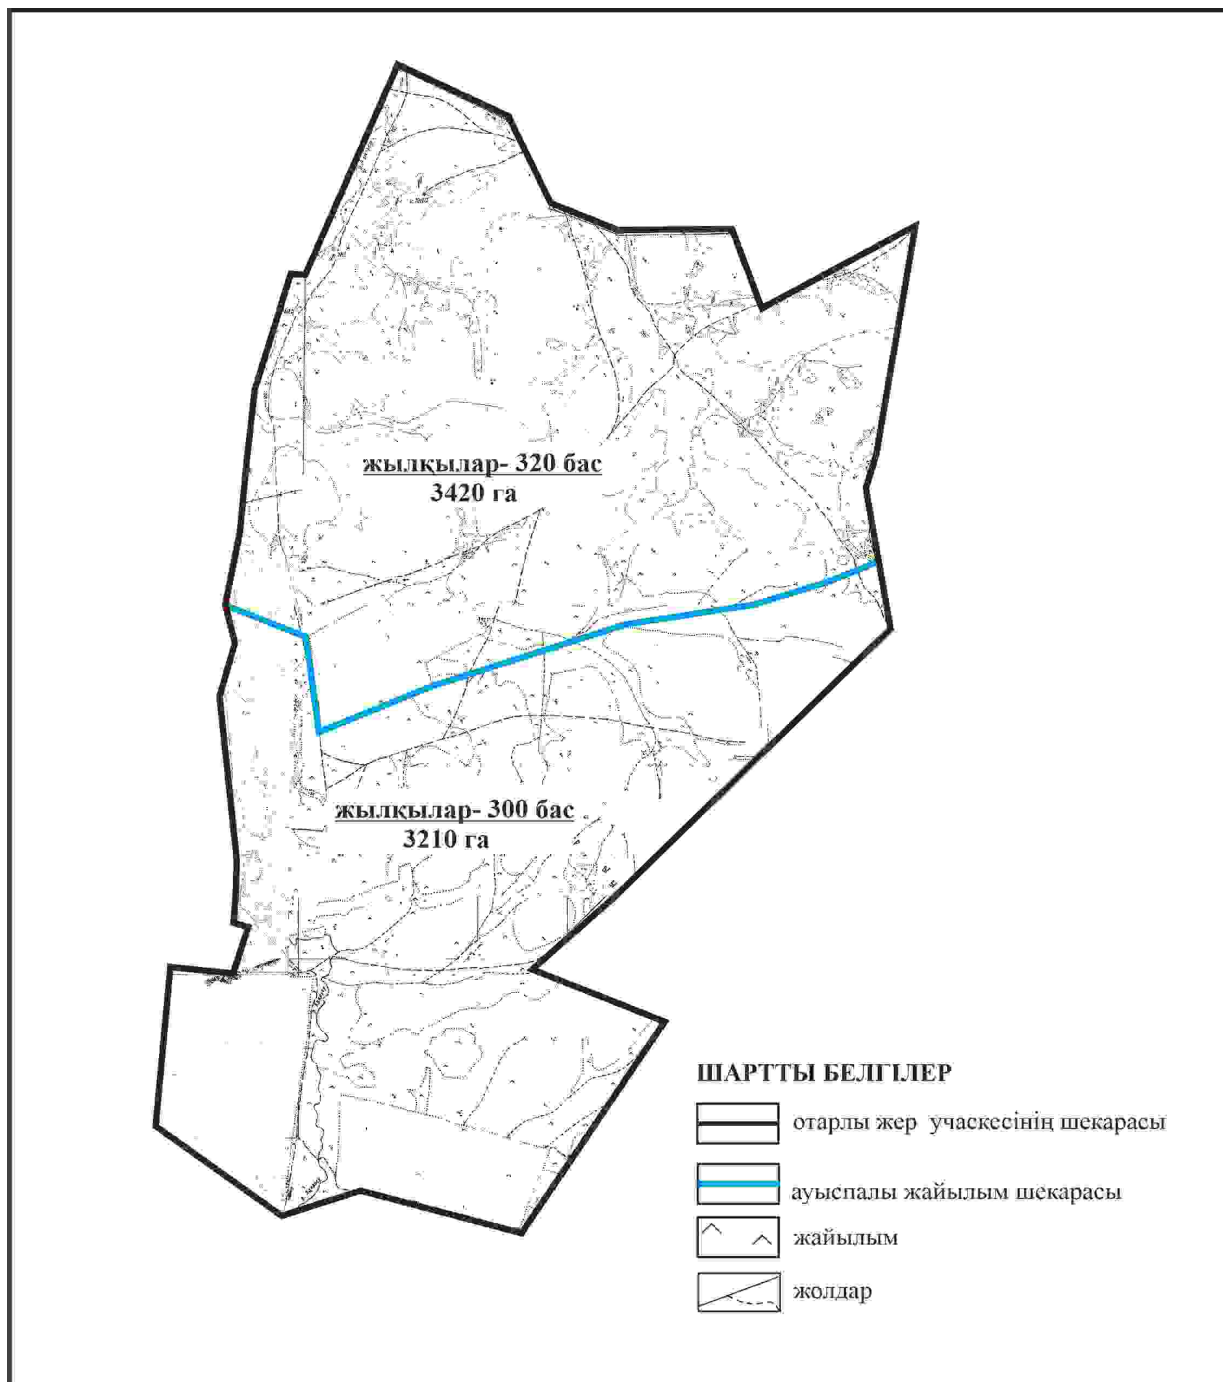 жылқылар- 320 бас
3420 га
жылқылар- 300 бас
3210 га
ШАРТТЫ БЕЛГІЛЕР
отарлы жер учаскесінің шекарасы
ауыспалы жайылым шекарасы
жайылым
жолдар